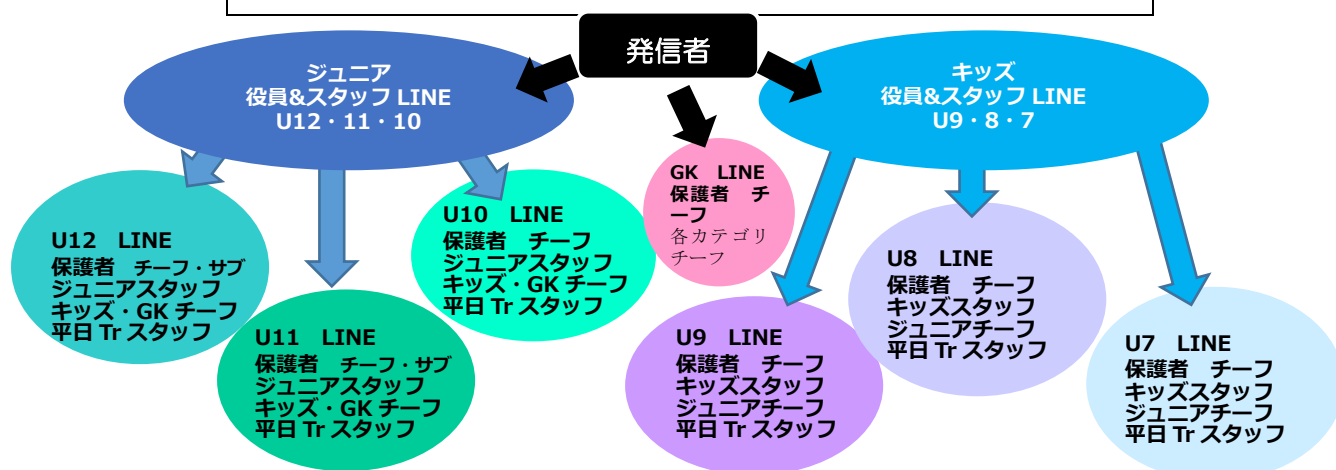 発信者
ジュニア
役員&スタッフ LINE
U12・11・10
キッズ
役員&スタッフ LINE
U9・8・7
GK LINE
保護者 チ
ーフ
各カテゴリ
チーフ
U12 LINE
保護者 チーフ・サブ
ジュニアスタッフ
キッズ・GK チーフ
平日 Tr スタッフ
U11 LINE
保護者 チーフ・サブ
ジュニアスタッフ
キッズ・GK チーフ
平日 Tr スタッフ
U10 LINE
保護者 チーフ
ジュニアスタッフ
キッズ・GK チーフ
平日 Tr スタッフ
U9 LINE
保護者 チーフ
キッズスタッフ
ジュニアチーフ
平日 Tr スタッフ
U8 LINE
保護者 チーフ
キッズスタッフ
ジュニアチーフ
平日 Tr スタッフ
U7 LINE
保護者 チーフ
キッズスタッフ
ジュニアチーフ
平日 Tr スタッフ